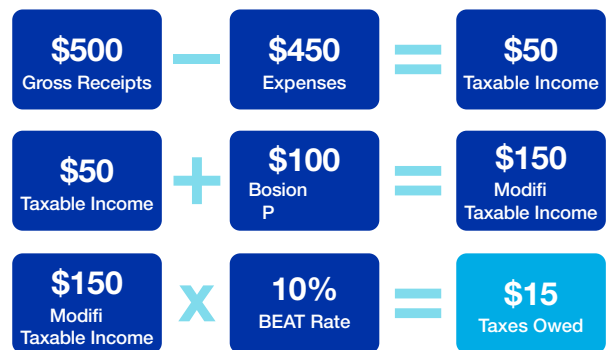 $500
Gross Receipts
–
$450
Expenses
=
$50
Taxable Income
$50
Taxable Income
+
$100
Bosion
P
=
$150
Modifi
Taxable Income
$150
Modifi
Taxable Income
x
10%
BEAT Rate
=
$15
Taxes Owed